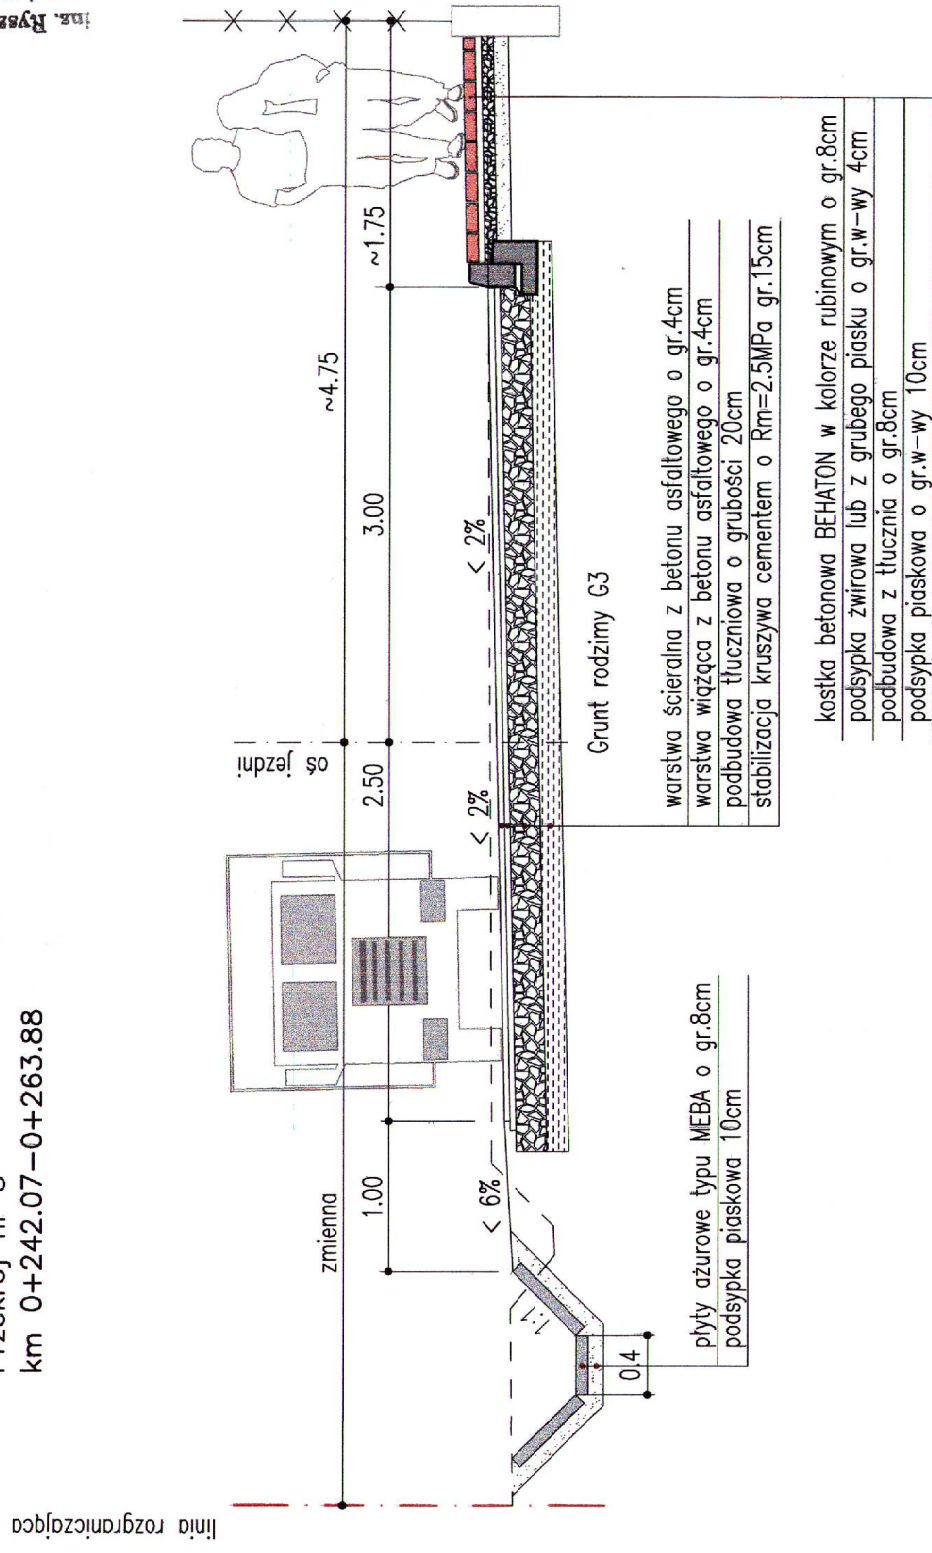 km 0+242.07-0+263.88
linia rozgraniczająca
zmienna
~4.75
1.00
2.50
3.00
~1.75
oś jezdni
< 6%
< 2%
< 2%
1:1
0.4
Grunt rodzimy G3
płyty ażurowe typu MEBA o gr.8cm
podsypka piaskowa 10cm
warstwa ścieralna z betonu asfaltowego o gr.4cm
warstwa wiążąca z betonu asfaltowego o gr.4cm
podbudowa tłuczniowa o grubości 20cm
stabilizacja kruszywa cementem o Rm=2.5MPa gr.15cm
kostka betonowa BEHATON w kolorze rubinowym o gr.8cm
podsypka żwirowa lub z grubego piasku o gr.w-wy 4cm
podbudowa z tłucznia o gr.8cm
podsypka piaskowa o gr.w-wy 10cm